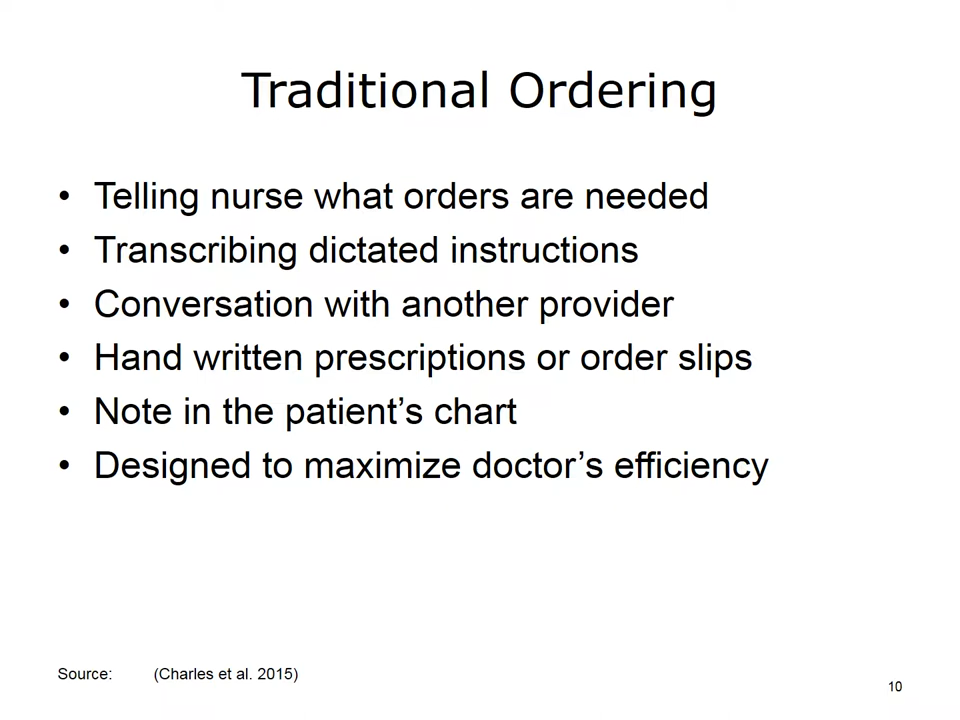 Traditional Ordering
• Telling nurse what orders are needed
• Transcribing dictated instructions
• Conversation with another provider
• Hand written prescriptions or order slips
• Note in the patient’s chart
• Designed to maximize doctor’s efficiency
Source: (Charles et al. 2015)
10